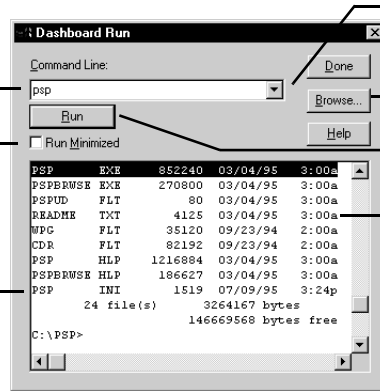 Dashboard Run
Command Line:
Done
psp
Browse...
Run
Run Minimized
Help
PSP EXE 852240 03/04/95 3:00a
PSPBRWSE EXE 270800 03/04/95 3:00a
PSPUD FLT 80 03/04/95 3:00a
README TXT 4125 03/04/95 3:00a
WPG FLT 35120 09/23/94 2:00a
CDR FLT 82192 09/23/94 2:00a
PSP HLP 1216884 03/04/95 3:00a
PSPBRWSE HLP 186627 03/04/95 3:00a
PSP INI 1519 07/09/95 3:24p
24 file(s) 3264167 bytes
146669568 bytes free
C:\PSP>